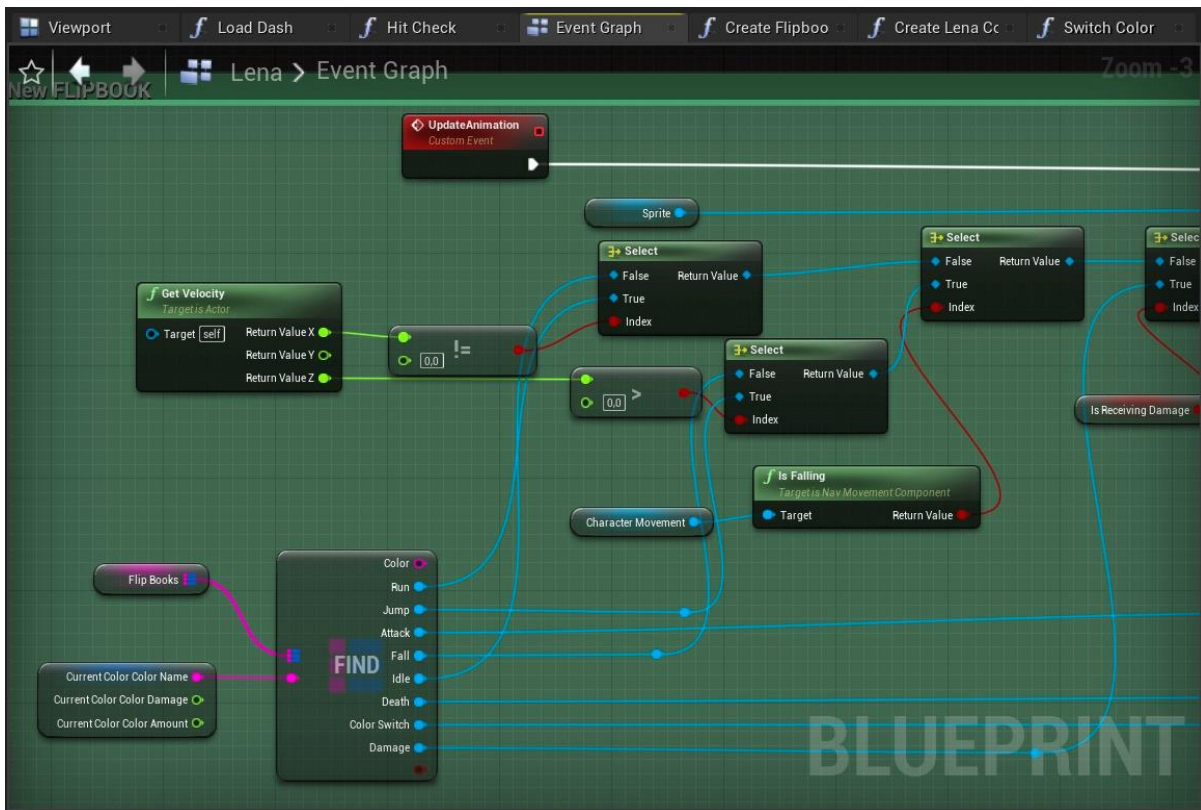 Viewport
Load Dash
Hit Check
Event Graph
Create Flipboo
Create Lena Cc
Switch Color
Lena > Event Graph
Zoom -3
New FLIPBOOK
UpdateAnimation
Custom Event
Sprite
Select
False Return Value
True
Index
Select
False Return Value
True
Index
Selec
False
True
Index
Get Velocity
Target is Actor
Target self Return Value X
Return Value Y
Return Value Z
0,0 !=
0,0 >
Select
False Return Value
True
Index
Is Receiving Damage
Is Falling
Target is Nav Movement Component
Target Return Value
Character Movement
Flip Books
Current Color Color Name
Current Color Color Damage
Current Color Color Amount
FIND
Color
Run
Jump
Attack
Fall
Idle
Death
Color Switch
Damage
BLUEPRINT